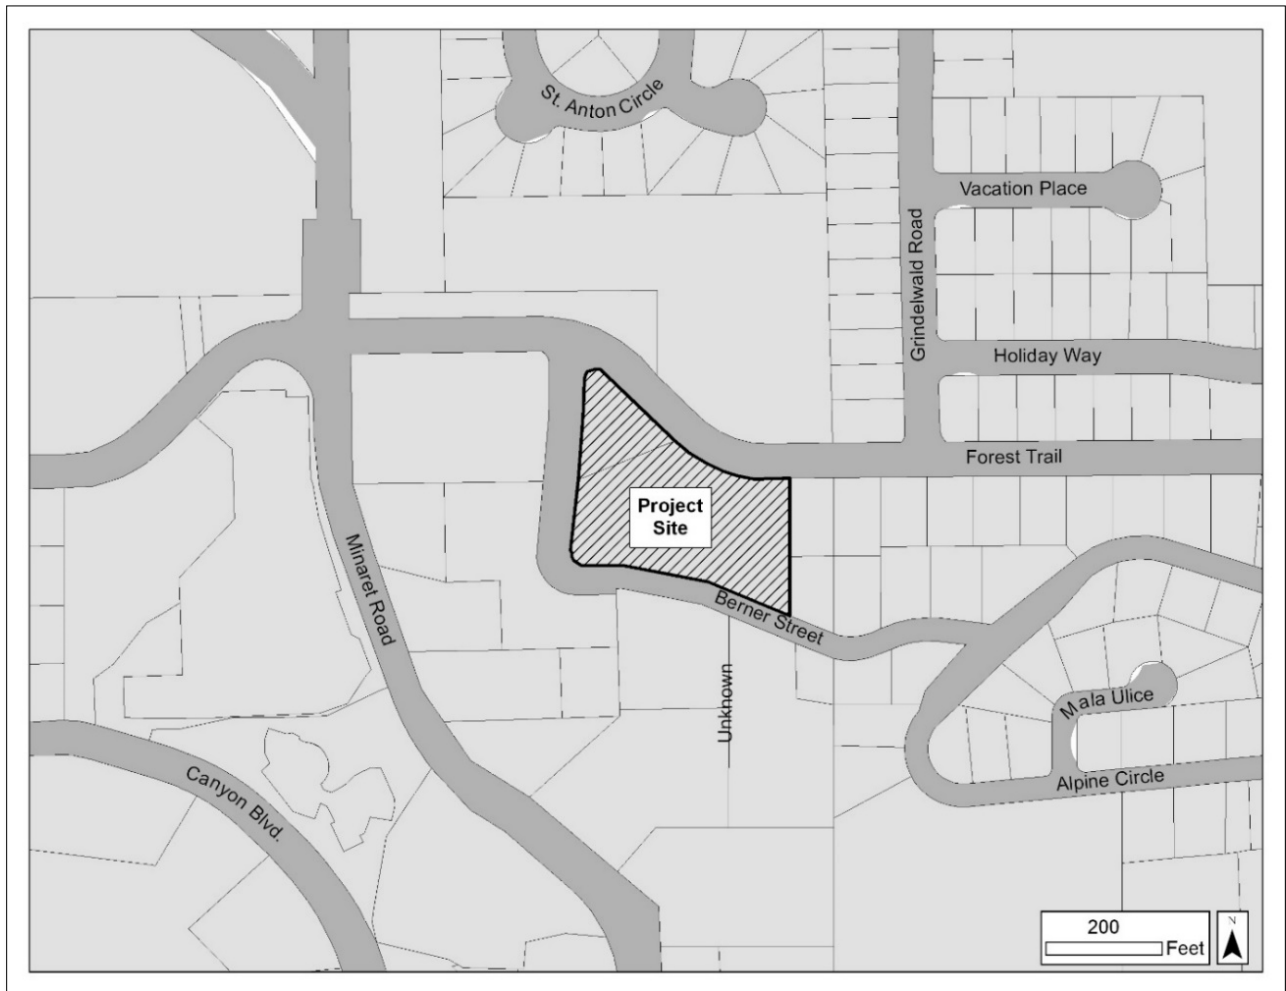 St. Anton Circle
Vacation Place
Grindelwald Road
Holiday Way
Forest Trail
Project
Site
Minaret Road
Berner Street
Unknown
Mala Ulice
Alpine Circle
Canyon Blvd.
200
Feet
N